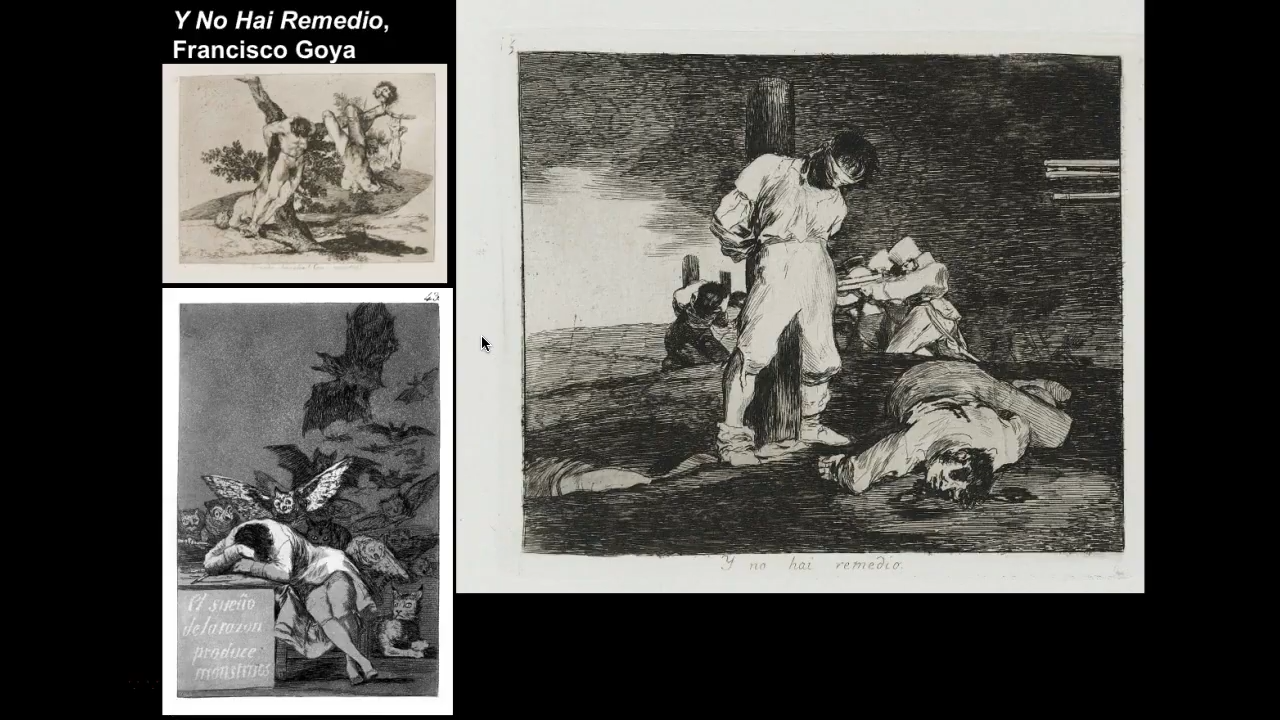 Y No Hai Remedio,
Francisco Goya
43
El sueño
de la razon
produce
monstruos
Y no hai remedio.